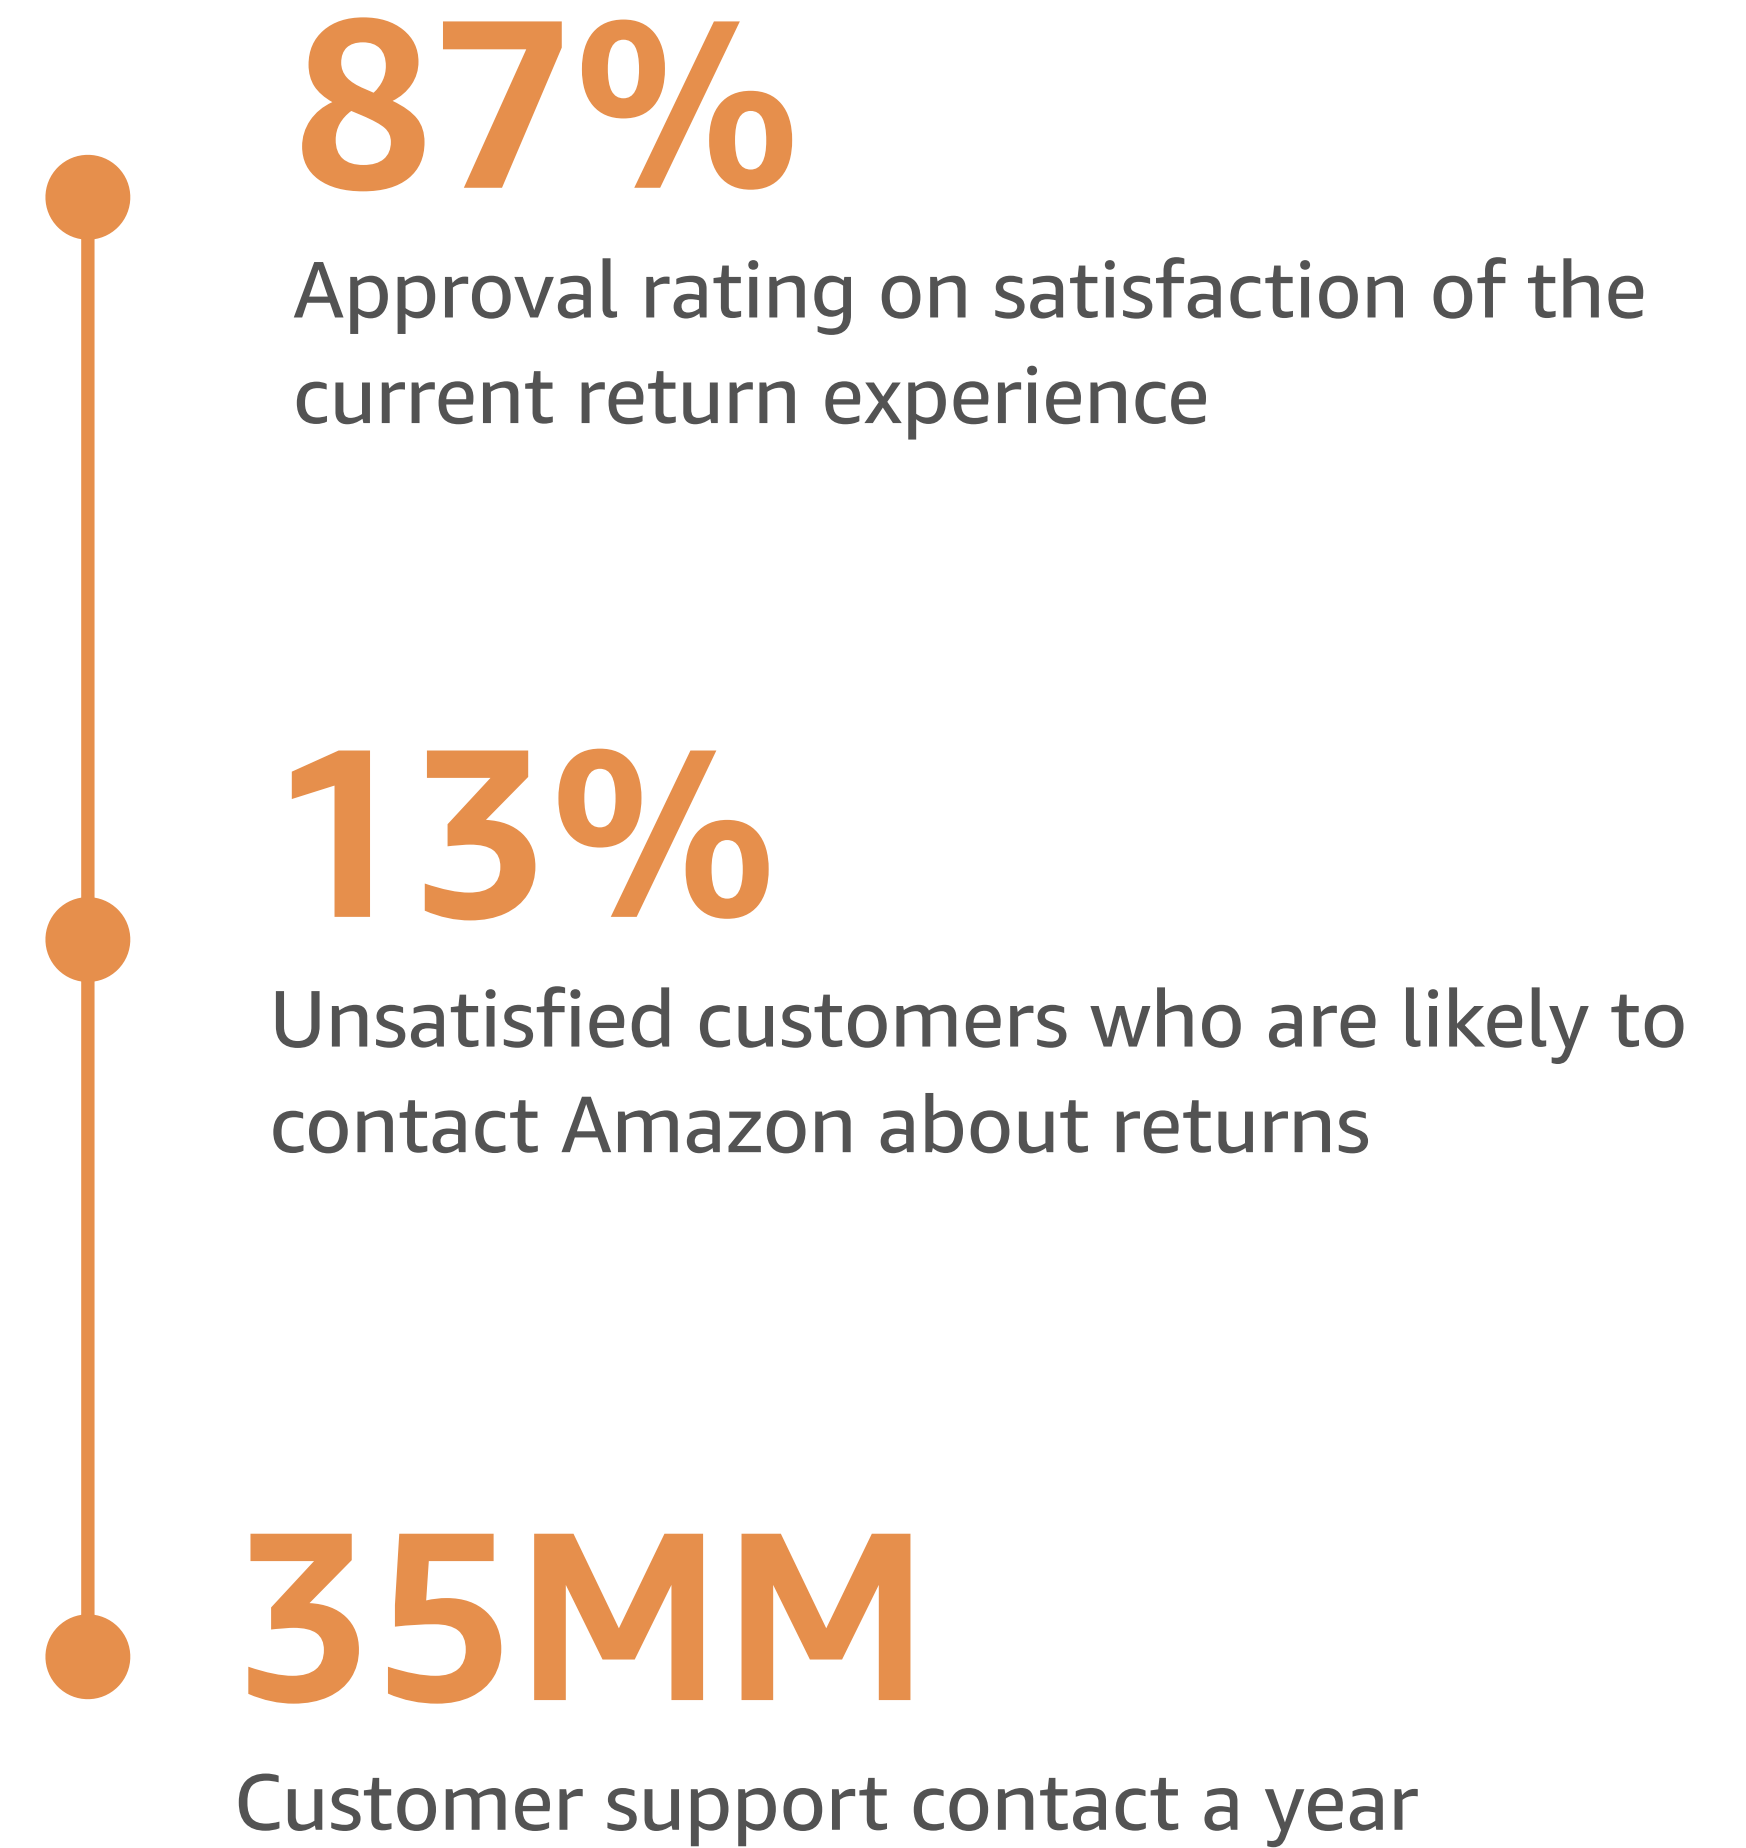 87%
Approval rating on satisfaction of the
current return experience
13%
Unsatisfied customers who are likely to
contact Amazon about returns
35MM
Customer support contact a year